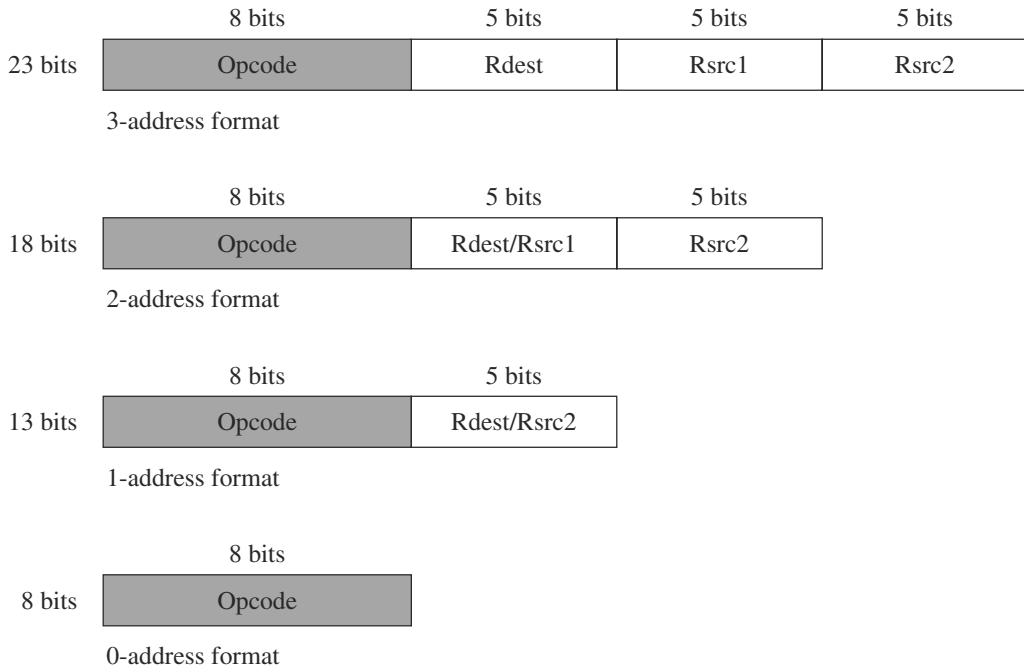 8 bits 5 bits 5 bits 5 bits
23 bits Opcode Rdest Rsrc1 Rsrc2
3-address format
8 bits 5 bits 5 bits
18 bits Opcode Rdest/Rsrc1 Rsrc2
2-address format
8 bits 5 bits
13 bits Opcode Rdest/Rsrc2
1-address format
8 bits
8 bits Opcode
0-address format